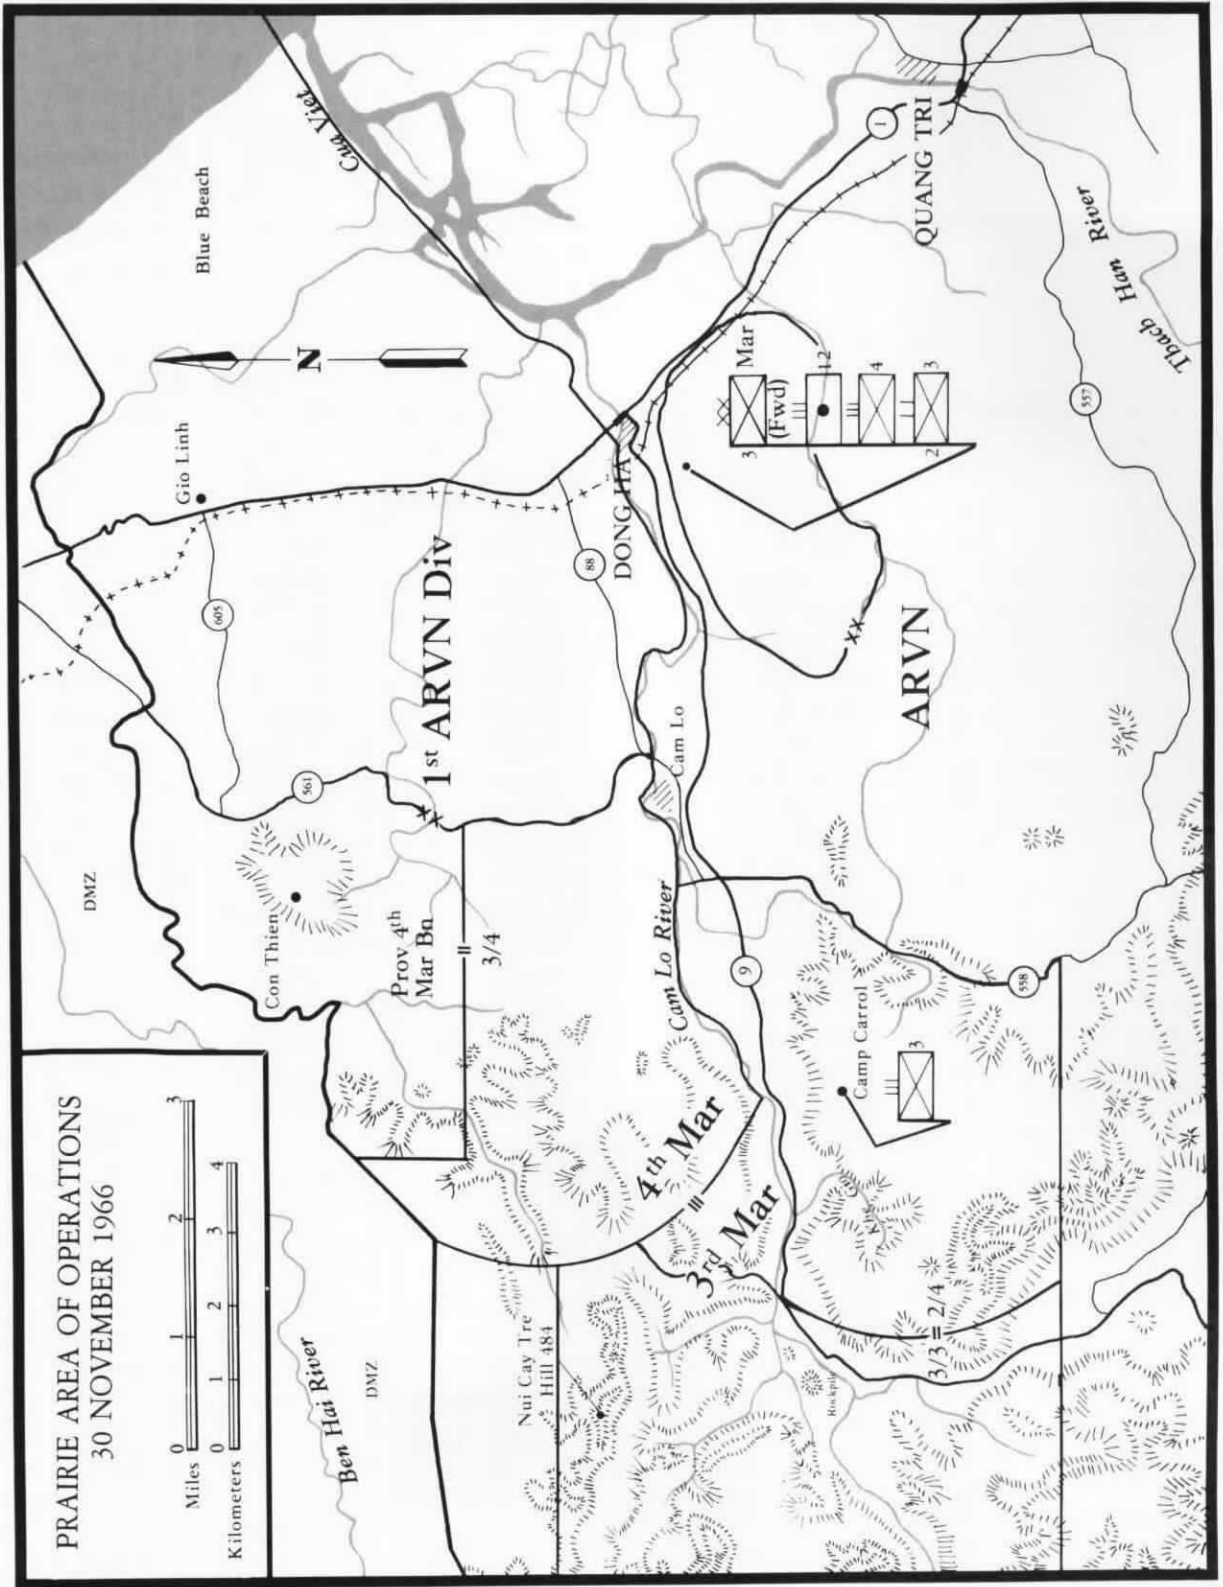 PRAIRIE AREA OF OPERATIONS
30 NOVEMBER 1966
Miles 0 1 2 3
Kilometers 0 1 2 3 4
DMZ
Ben Hai River
DMZ
Con Thien
Gio Linh
Blue Beach
Cua Viet
N
605
561
Prov 4th
Mar Bn
3/4
1st ARVN Div
88
DONG HA
Nui Cay Tre
Hill 484
4th Mar
3rd Mar
Cam Lo River
Cam Lo
9
Rockpile
3/3 = 2/4
Camp Carrol
3
558
ARVN
XX
3 Mar
(Fwd)
12
4
2 3
1
QUANG TRI
557
Thach Han River